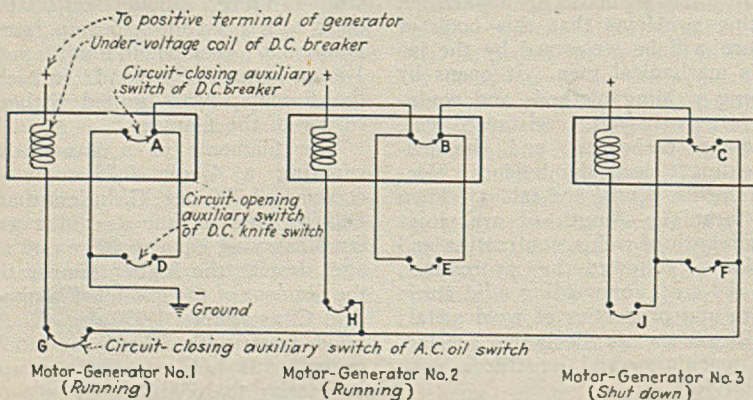 To positive terminal of generator
Under-voltage coil of D.C. breaker
Circuit-closing auxiliary
switch of D.C. breaker
+
+
+
A
B
C
Circuit-opening
auxiliary switch
of D.C. knife switch
D
E
F
−
Ground
G
H
J
Circuit-closing auxiliary switch of A.C. oil switch
Motor-Generator No.1
(Running)
Motor-Generator No.2
(Running)
Motor-Generator No.3
(Shut down)